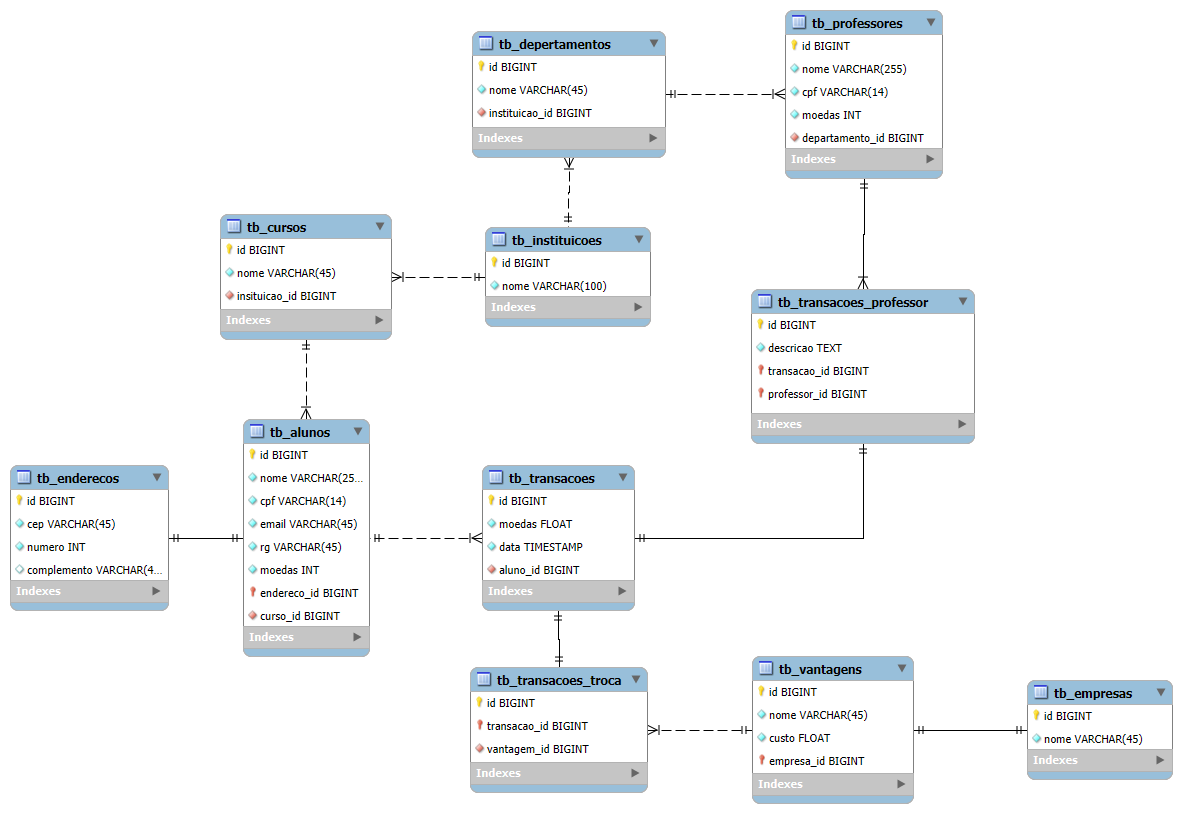 tb_depertamentos
id BIGINT
nome VARCHAR(45)
instituicao_id BIGINT
Indexes
tb_professores
id BIGINT
nome VARCHAR(255)
cpf VARCHAR(14)
moedas INT
departamento_id BIGINT
Indexes
tb_cursos
id BIGINT
nome VARCHAR(45)
insituicao_id BIGINT
Indexes
tb_instituicoes
id BIGINT
nome VARCHAR(100)
Indexes
tb_transacoes_professor
id BIGINT
descricao TEXT
transacao_id BIGINT
professor_id BIGINT
Indexes
tb_enderecos
id BIGINT
cep VARCHAR(45)
numero INT
complemento VARCHAR(4...
Indexes
tb_alunos
id BIGINT
nome VARCHAR(25...
cpf VARCHAR(14)
email VARCHAR(45)
rg VARCHAR(45)
moedas INT
endereco_id BIGINT
curso_id BIGINT
Indexes
tb_transacoes
id BIGINT
moedas FLOAT
data TIMESTAMP
aluno_id BIGINT
Indexes
tb_transacoes_troca
id BIGINT
transacao_id BIGINT
vantagem_id BIGINT
Indexes
tb_vantagens
id BIGINT
nome VARCHAR(45)
custo FLOAT
empresa_id BIGINT
Indexes
tb_empresas
id BIGINT
nome VARCHAR(45)
Indexes